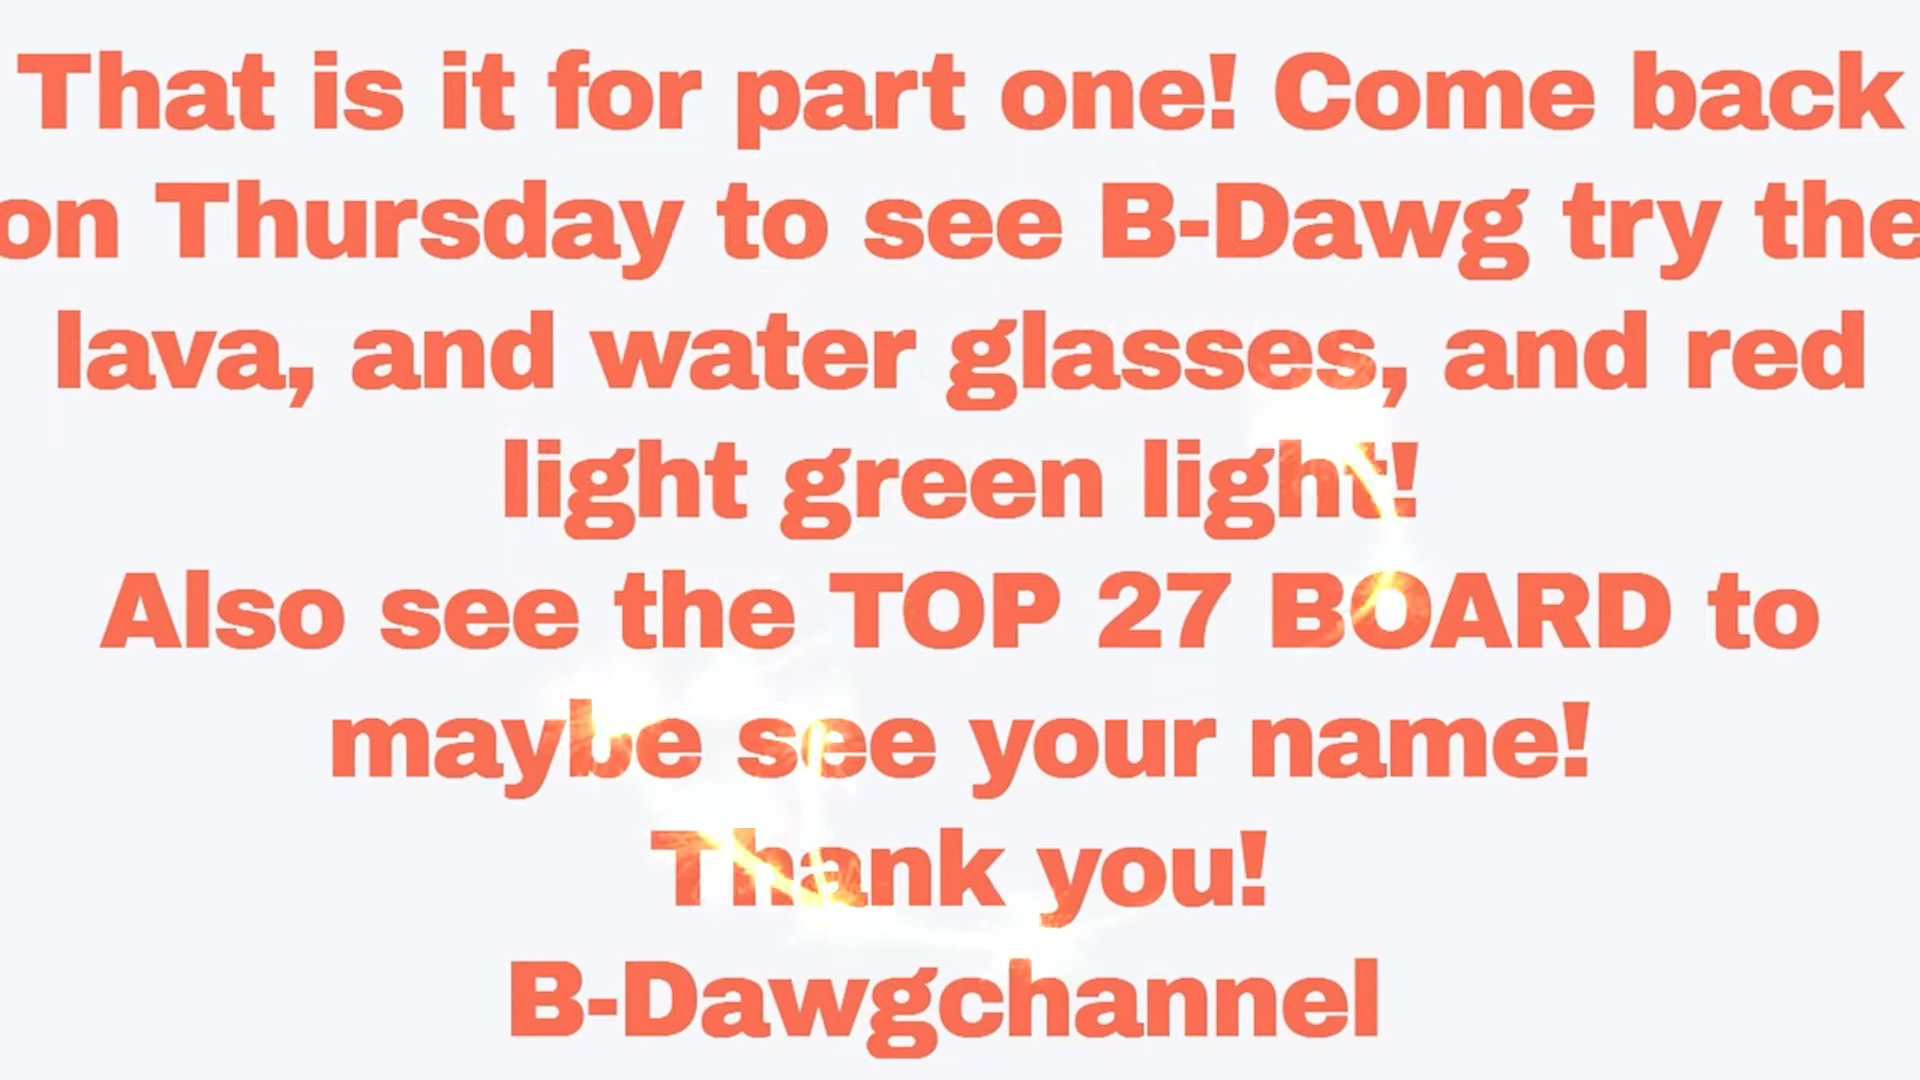 That is it for part one! Come back
on Thursday to see B-Dawg try the
lava, and water glasses, and red
light green light!
Also see the TOP 27 BOARD to
maybe see your name!
Thank you!
B-Dawgchannel